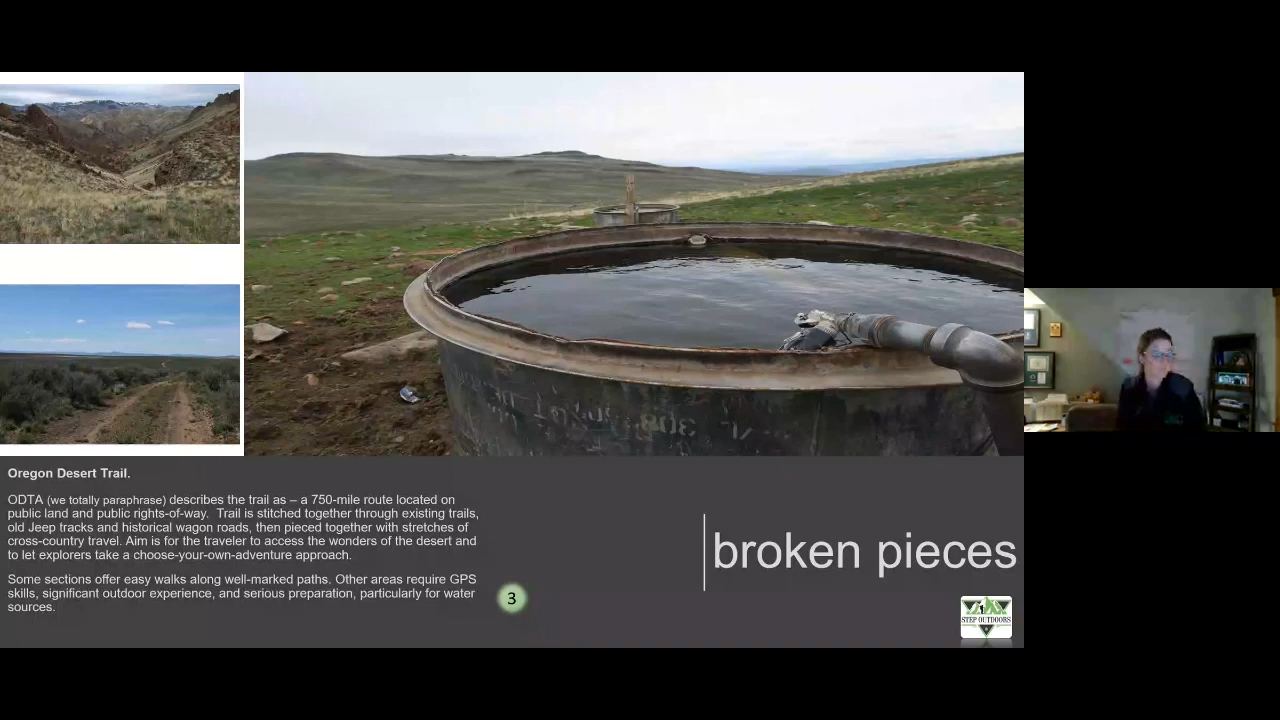 Oregon Desert Trail.
ODTA (we totally paraphrase) describes the trail as – a 750-mile route located on
public land and public rights-of-way. Trail is stitched together through existing trails,
old Jeep tracks and historical wagon roads, then pieced together with stretches of
cross-country travel. Aim is for the traveler to access the wonders of the desert and
to let explorers take a choose-your-own-adventure approach.
Some sections offer easy walks along well-marked paths. Other areas require GPS
skills, significant outdoor experience, and serious preparation, particularly for water
sources.
3
broken pieces
STEP OUTDOORS